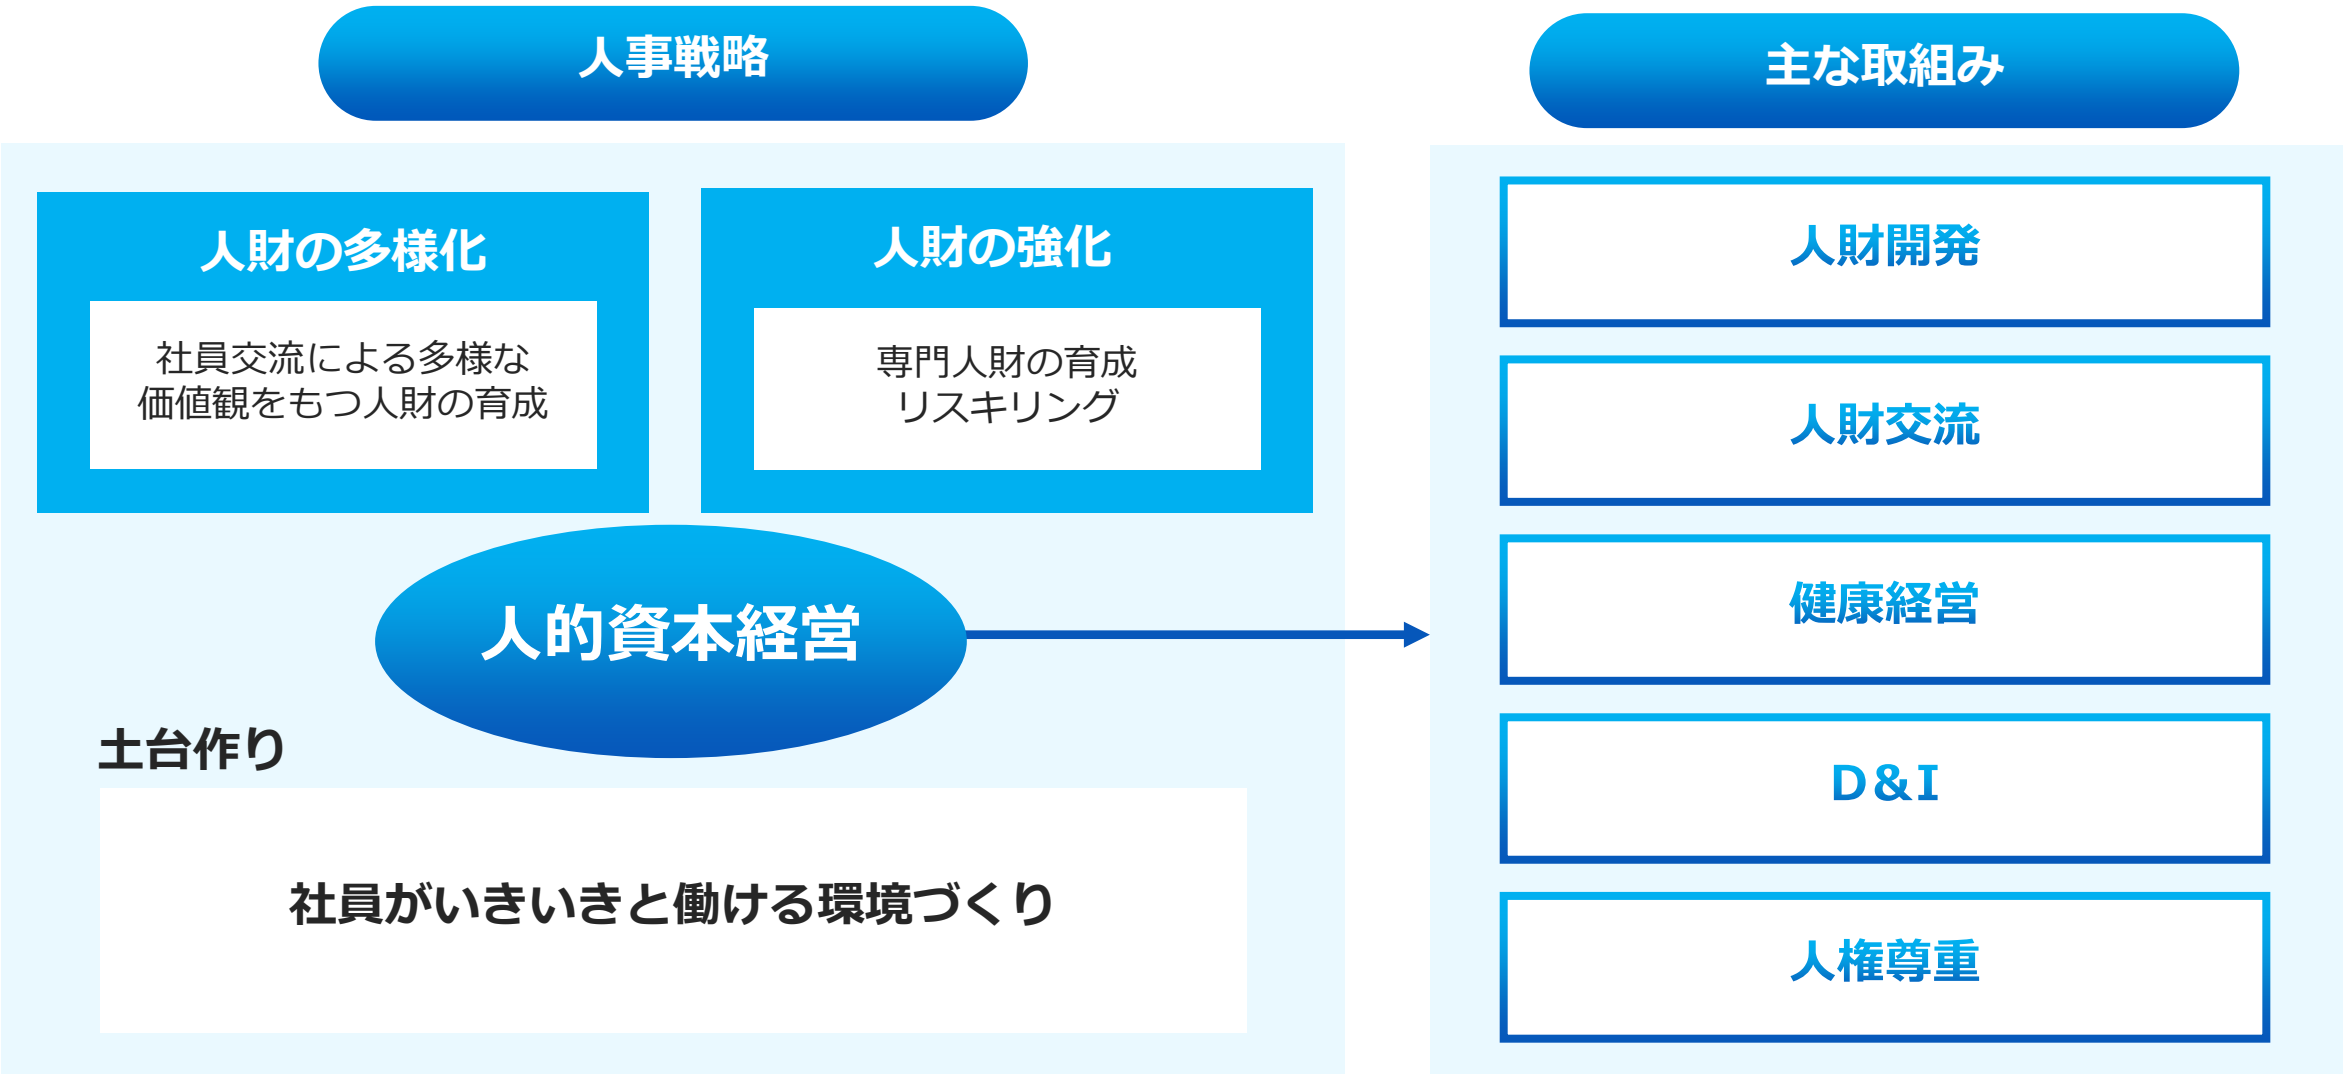 人事戦略
人財の多様化
社員交流による多様な
価値観をもつ人財の育成
人財の強化
専門人財の育成
リスキリング
人的資本経営
土台作り
社員がいきいきと働ける環境づくり
主な取組み
人財開発
人財交流
健康経営
D&I
人権尊重